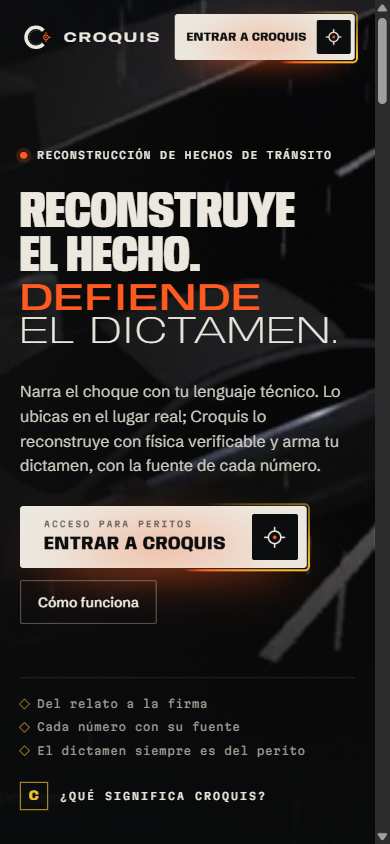 CROQUIS
ENTRAR A CROQUIS
RECONSTRUCCIÓN DE HECHOS DE TRÁNSITO
RECONSTRUYE
EL HECHO.
DEFIENDE
EL DICTAMEN.
Narra el choque con tu lenguaje técnico. Lo
ubicas en el lugar real; Croquis lo
reconstruye con física verificable y arma tu
dictamen, con la fuente de cada número.
ACCESO PARA PERITOS
ENTRAR A CROQUIS
Cómo funciona
Del relato a la firma
Cada número con su fuente
El dictamen siempre es del perito
C
¿QUÉ SIGNIFICA CROQUIS?